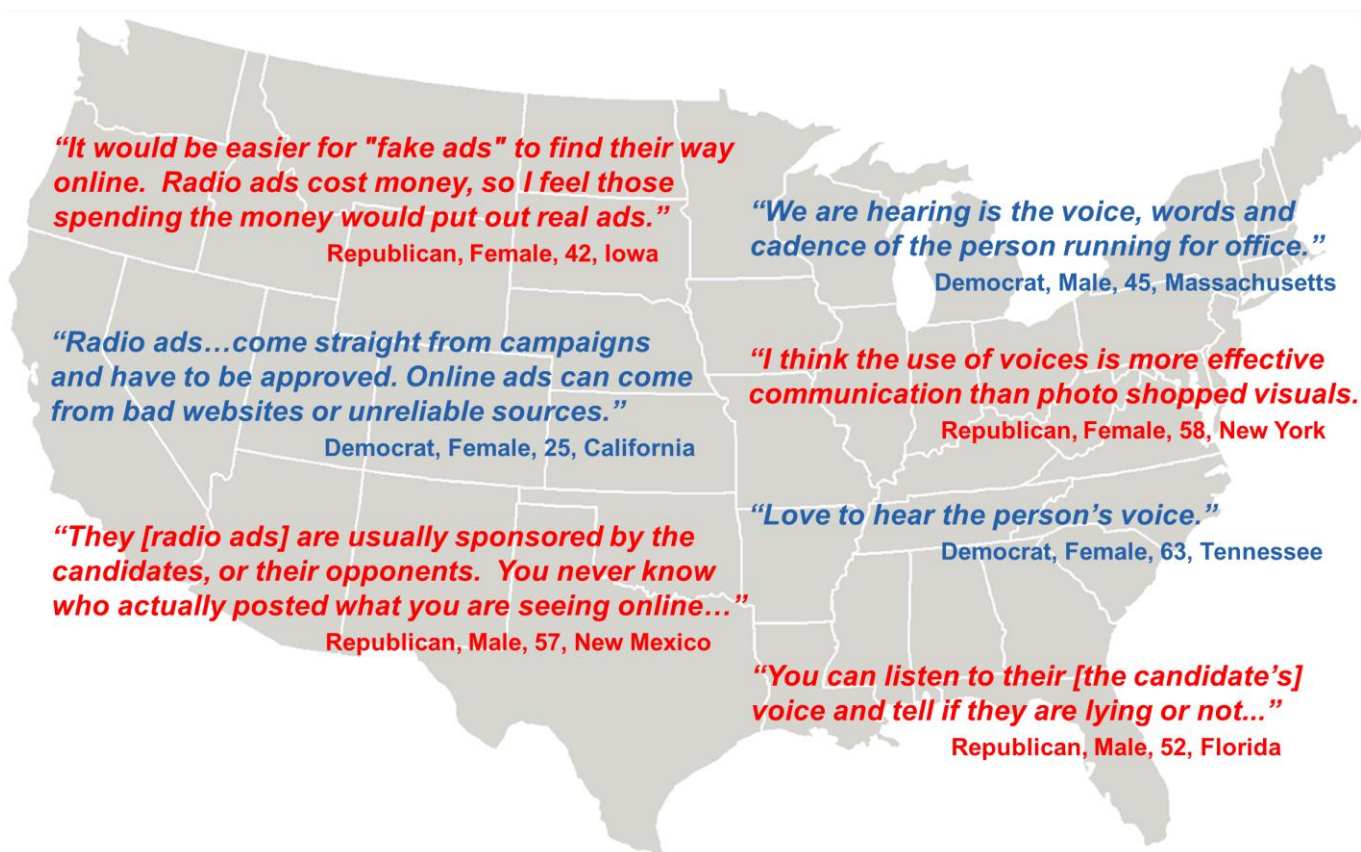 “It would be easier for "fake ads" to find their way
online.  Radio ads cost money, so I feel those
spending the money would put out real ads.”
Republican, Female, 42, Iowa
“Radio ads…come straight from campaigns
and have to be approved. Online ads can come
from bad websites or unreliable sources.”
Democrat, Female, 25, California
“They [radio ads] are usually sponsored by the
candidates, or their opponents.  You never know
who actually posted what you are seeing online…”
Republican, Male, 57, New Mexico
“We are hearing is the voice, words and
cadence of the person running for office.”
Democrat, Male, 45, Massachusetts
“I think the use of voices is more effective
communication than photo shopped visuals.
Republican, Female, 58, New York
“Love to hear the person’s voice.”
Democrat, Female, 63, Tennessee
“You can listen to their [the candidate’s]
voice and tell if they are lying or not...”
Republican, Male, 52, Florida